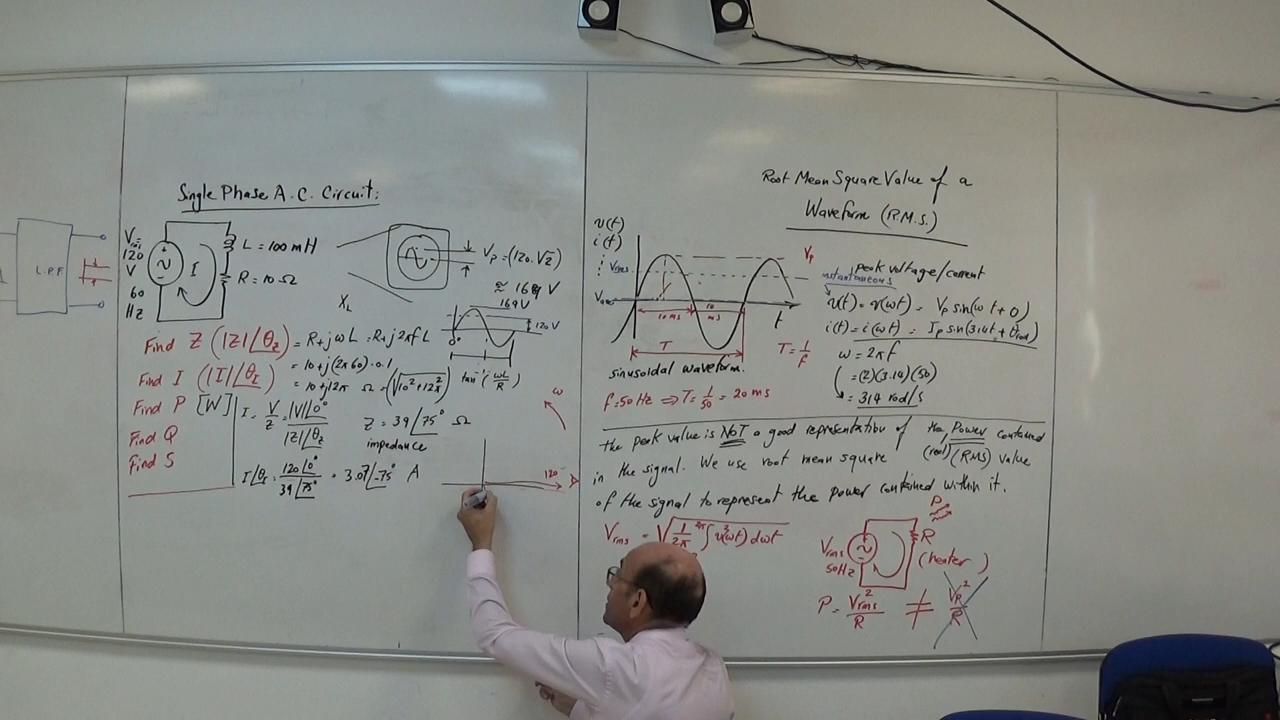 Single Phase A.C. Circuit:
L.P.F
Vrms=
120
V
60
Hz
I
L = 100mH
R = 10 Ω
Vp = (120.√2)
≈ 169 V
169V
120V
0°
XL
Find Z (|Z|/θz) = R+jωL = R+j2πfL
= 10+j(2π60)·0.1
Find I (|I|/θI) = 10+j12π Ω = (√10²+12π²) tan⁻¹(ωL/R)
Find P [W]
Find Q
Find S
I = V/Z = |V|/0° / |Z|/θz
Z = 39/75° Ω
impedance
I/θI = 120/0° / 39/75° = 3.07/-75° A
ω
120
Root Mean Square Value of a
Waveform (R.M.S.)
v(t)
i(t)
Vrms
Vp
peak voltage/current
instantaneous
10 ms
10
ms
t
T
T = 1/f
sinusoidal waveform.
f = 50 Hz ⇒ T = 1/50 = 20 ms
v(t) = v(ωt) = Vp sin(ωt + θ)
i(t) = i(ωt) = Ip sin(314t + θrad)
ω = 2πf
= (2)(3.14)(50)
= 314 rad/s
the peak value is NOT a good representation of the Power contained
(real) (RMS) value
in the signal. We use root mean square
of the signal to represent the power contained within it.
Vrms = √ 1/2π ∫ v²(ωt) dωt
2π
Vrms
50Hz
R
(heater)
P
P = Vrms²/R ≠ Vp²/R